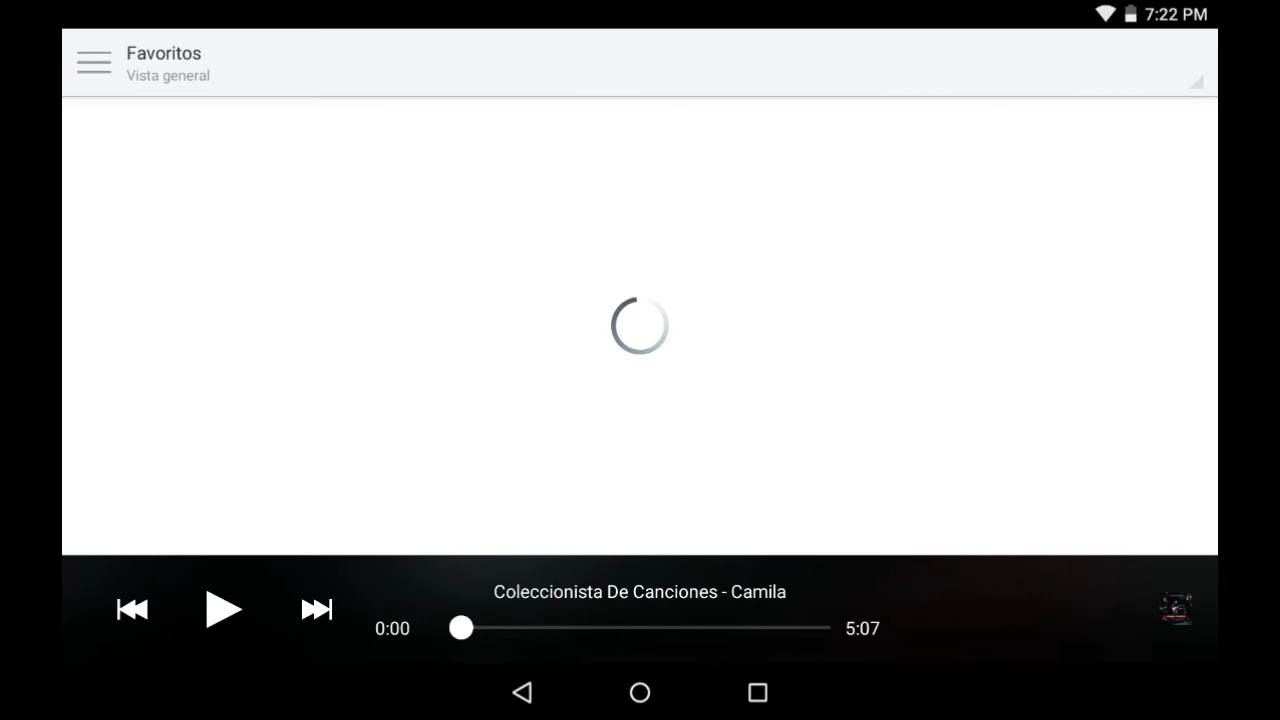 7:22 PM
Favoritos
Vista general
Coleccionista De Canciones - Camila
0:00
5:07